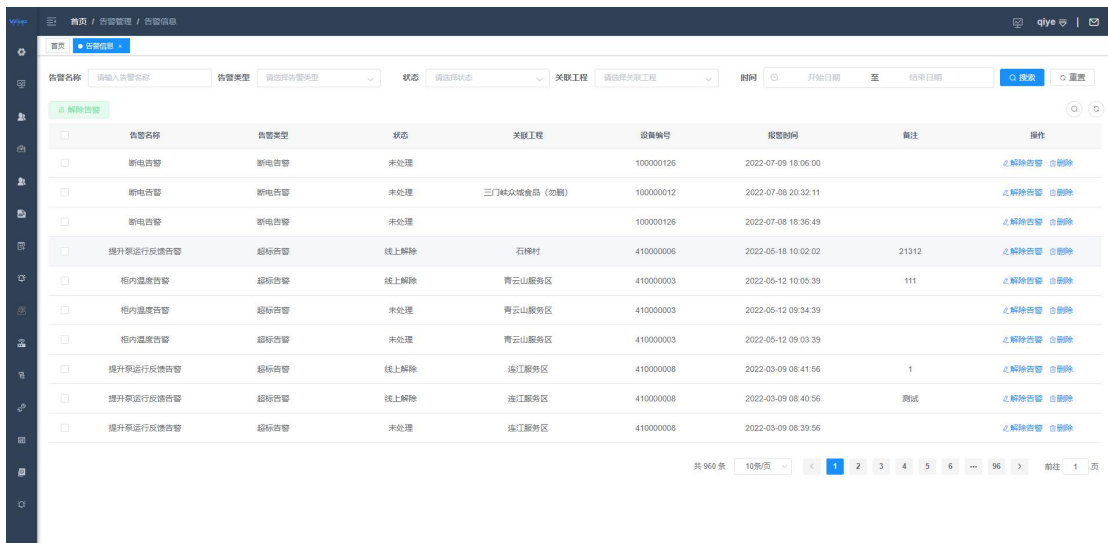 首页 / 告警管理 / 告警信息 qiye
首页 告警信息 ×
告警名称 请输入告警名称 告警类型 请选择告警类型 状态 请选择状态 关联工程 请选择关联工程 时间 开始日期 至 结束日期 搜索 重置
解除告警
告警名称 告警类型 状态 关联工程 设备编号 报警时间 备注 操作
断电告警 断电告警 未处理 100000126 2022-07-09 18:06:00 解除告警 删除
断电告警 断电告警 未处理 三门峡众城食品（勿删） 100000012 2022-07-08 20:32:11 解除告警 删除
断电告警 断电告警 未处理 100000126 2022-07-08 18:36:49 解除告警 删除
提升泵运行反馈告警 超标告警 线上解除 石梯村 410000006 2022-05-18 10:02:02 21312 解除告警 删除
柜内温度告警 超标告警 线上解除 青云山服务区 410000003 2022-05-12 10:05:39 111 解除告警 删除
柜内温度告警 超标告警 未处理 青云山服务区 410000003 2022-05-12 09:34:39 解除告警 删除
柜内温度告警 超标告警 未处理 青云山服务区 410000003 2022-05-12 09:03:39 解除告警 删除
提升泵运行反馈告警 超标告警 线上解除 连江服务区 410000008 2022-03-09 08:41:56 1 解除告警 删除
提升泵运行反馈告警 超标告警 线上解除 连江服务区 410000008 2022-03-09 08:40:56 测试 解除告警 删除
提升泵运行反馈告警 超标告警 未处理 连江服务区 410000008 2022-03-09 08:39:56 解除告警 删除
共 960 条 10条/页 < 1 2 3 4 5 6 ··· 96 > 前往 1 页